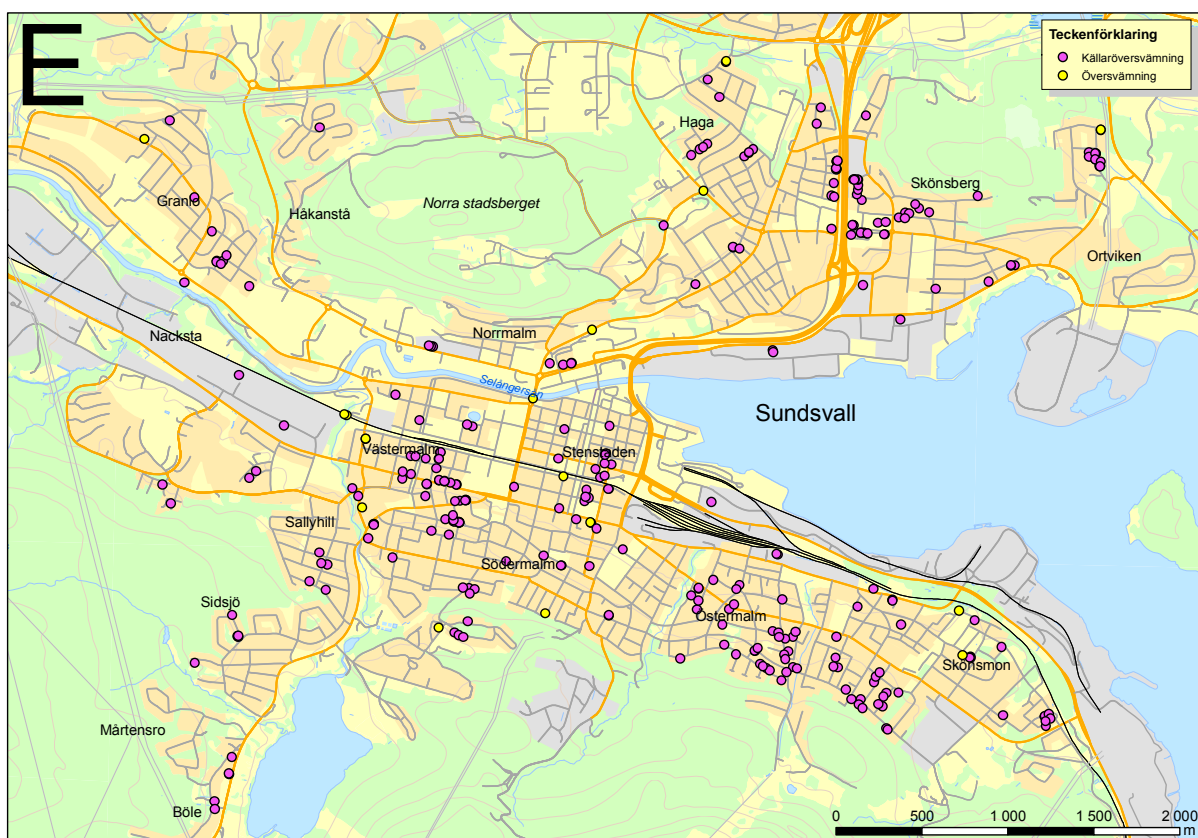 E
Teckenförklaring
Källaröversvämning
Översvämning
Haga
Skönsberg
Granlo
Håkanstå
Norra stadsberget
Ortviken
Nacksta
Norrmalm
Selångersån
Sundsvall
Västermalm
Stenstaden
Sallyhill
Södermalm
Sidsjö
Östermalm
Skönsmon
Mårtensro
Böle
0 500 1 000 1 500 2 000
m